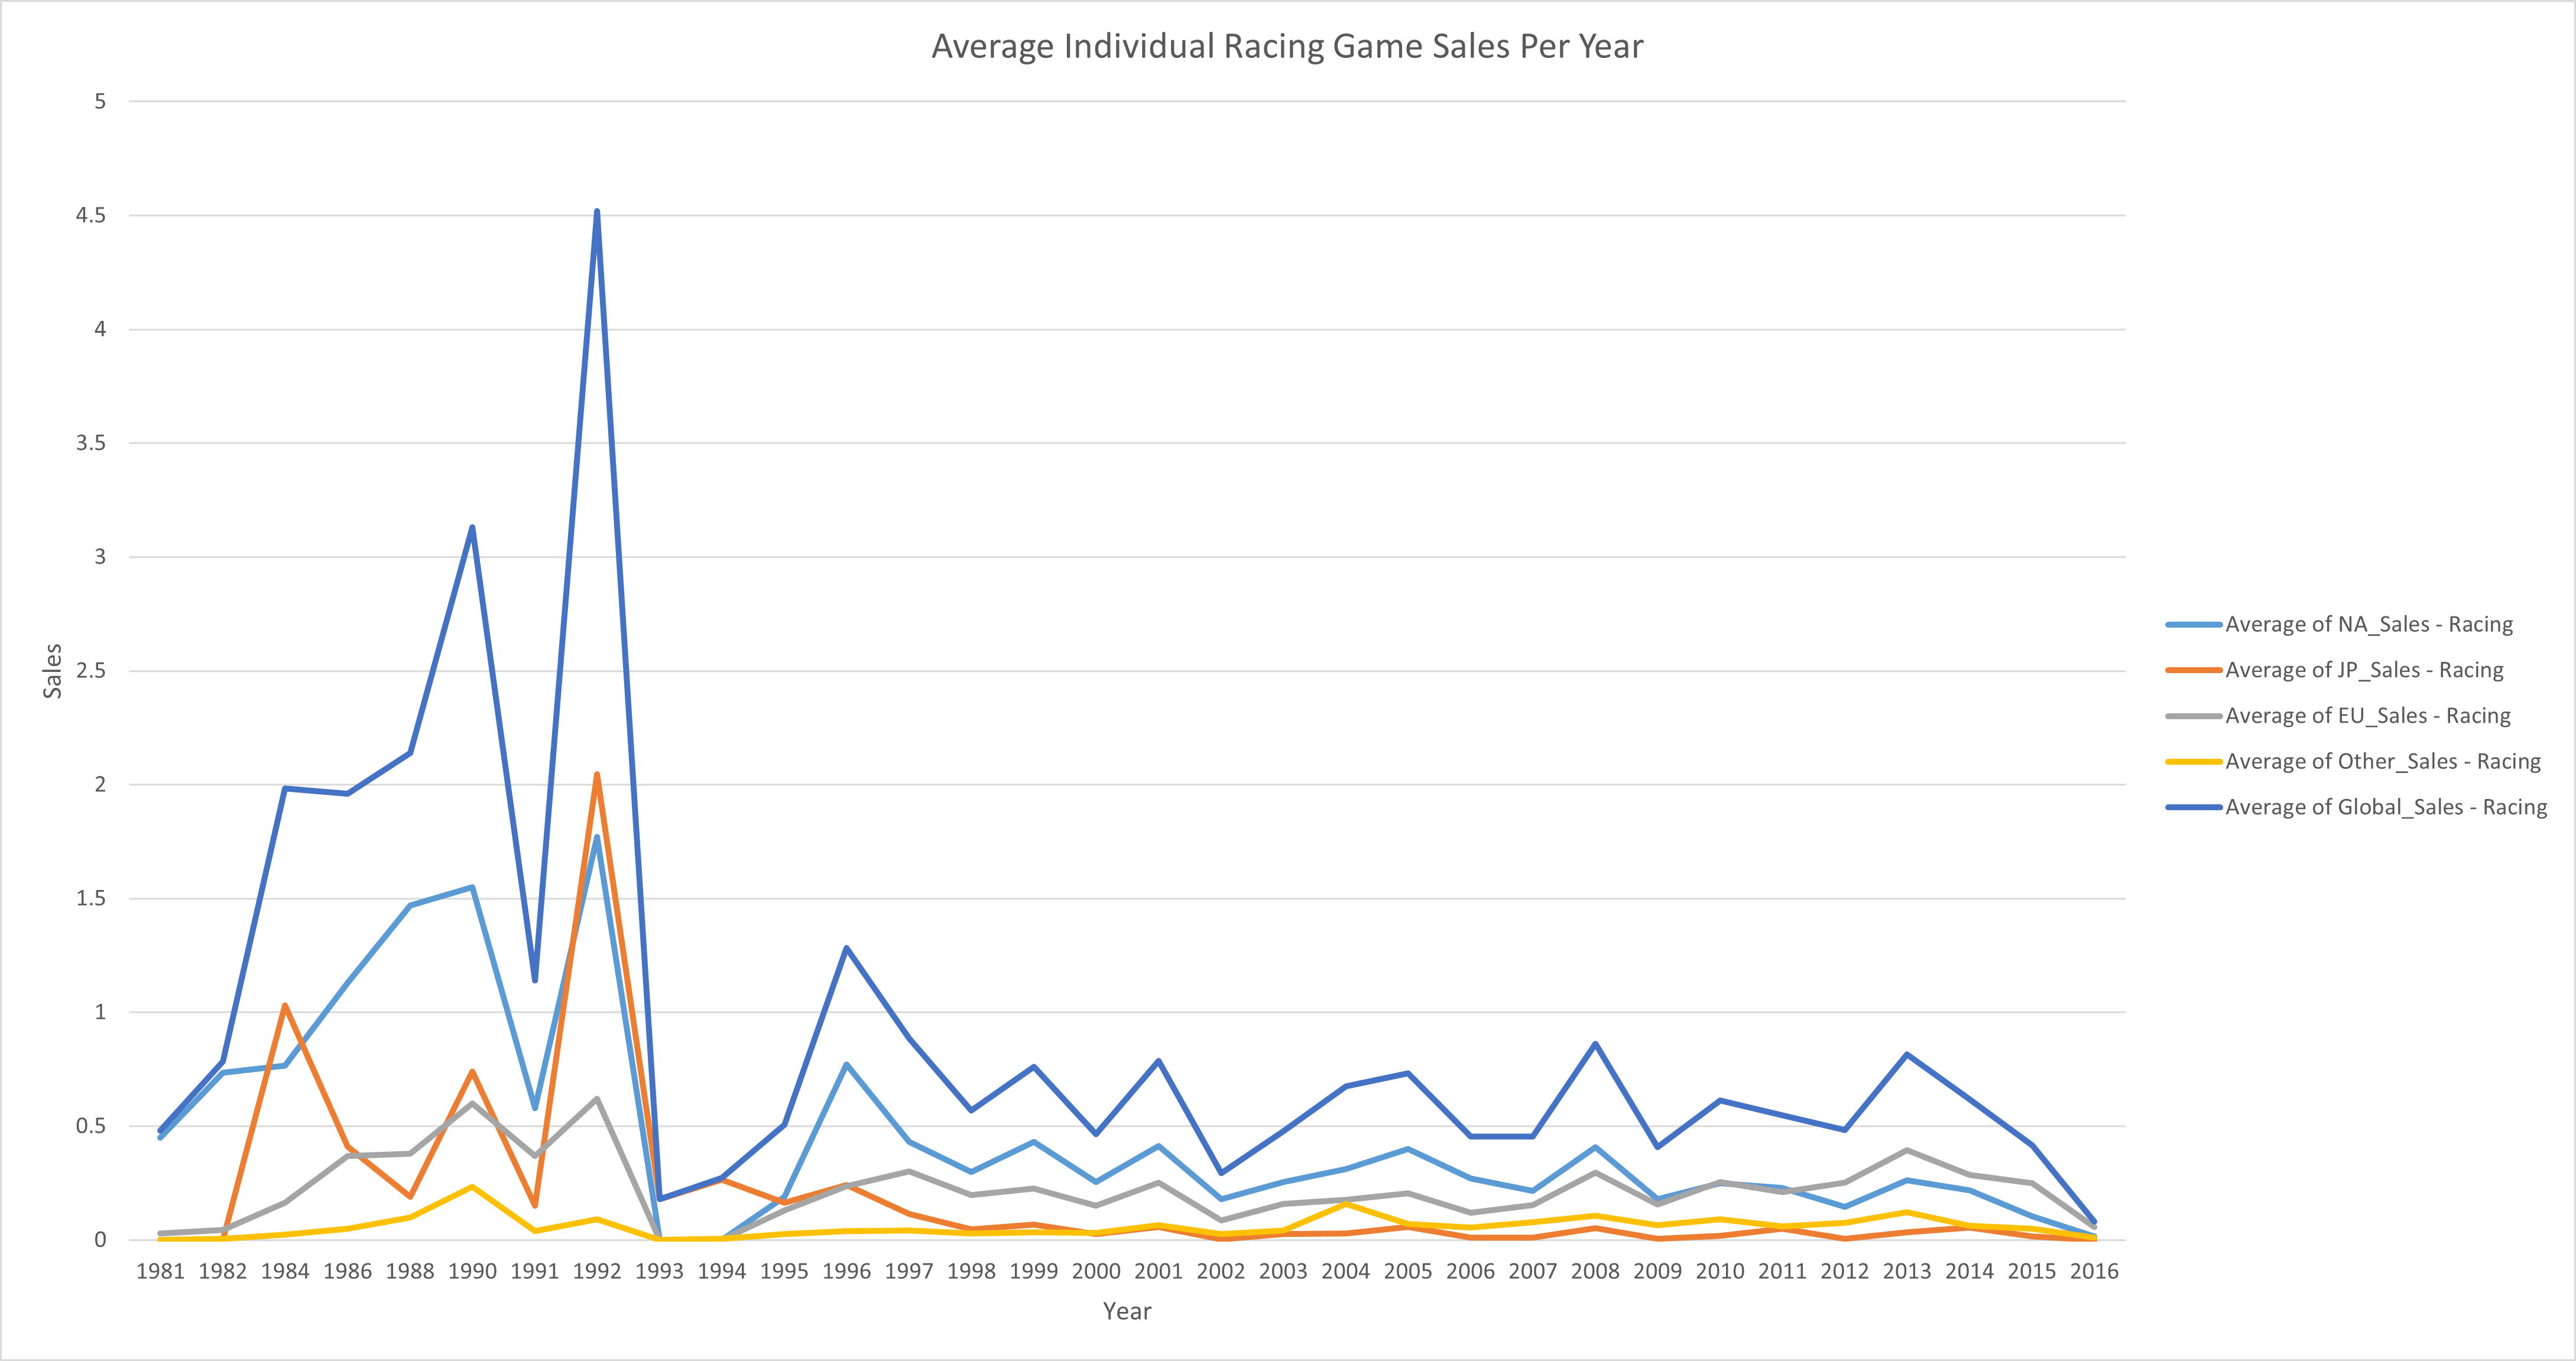 Average Individual Racing Game Sales Per Year
5
4.5
4
3.5
3
2.5
2
1.5
1
0.5
0
Sales
1981 1982 1984 1986 1988 1990 1991 1992 1993 1994 1995 1996 1997 1998 1999 2000 2001 2002 2003 2004 2005 2006 2007 2008 2009 2010 2011 2012 2013 2014 2015 2016
Year
Average of NA_Sales - Racing
Average of JP_Sales - Racing
Average of EU_Sales - Racing
Average of Other_Sales - Racing
Average of Global_Sales - Racing